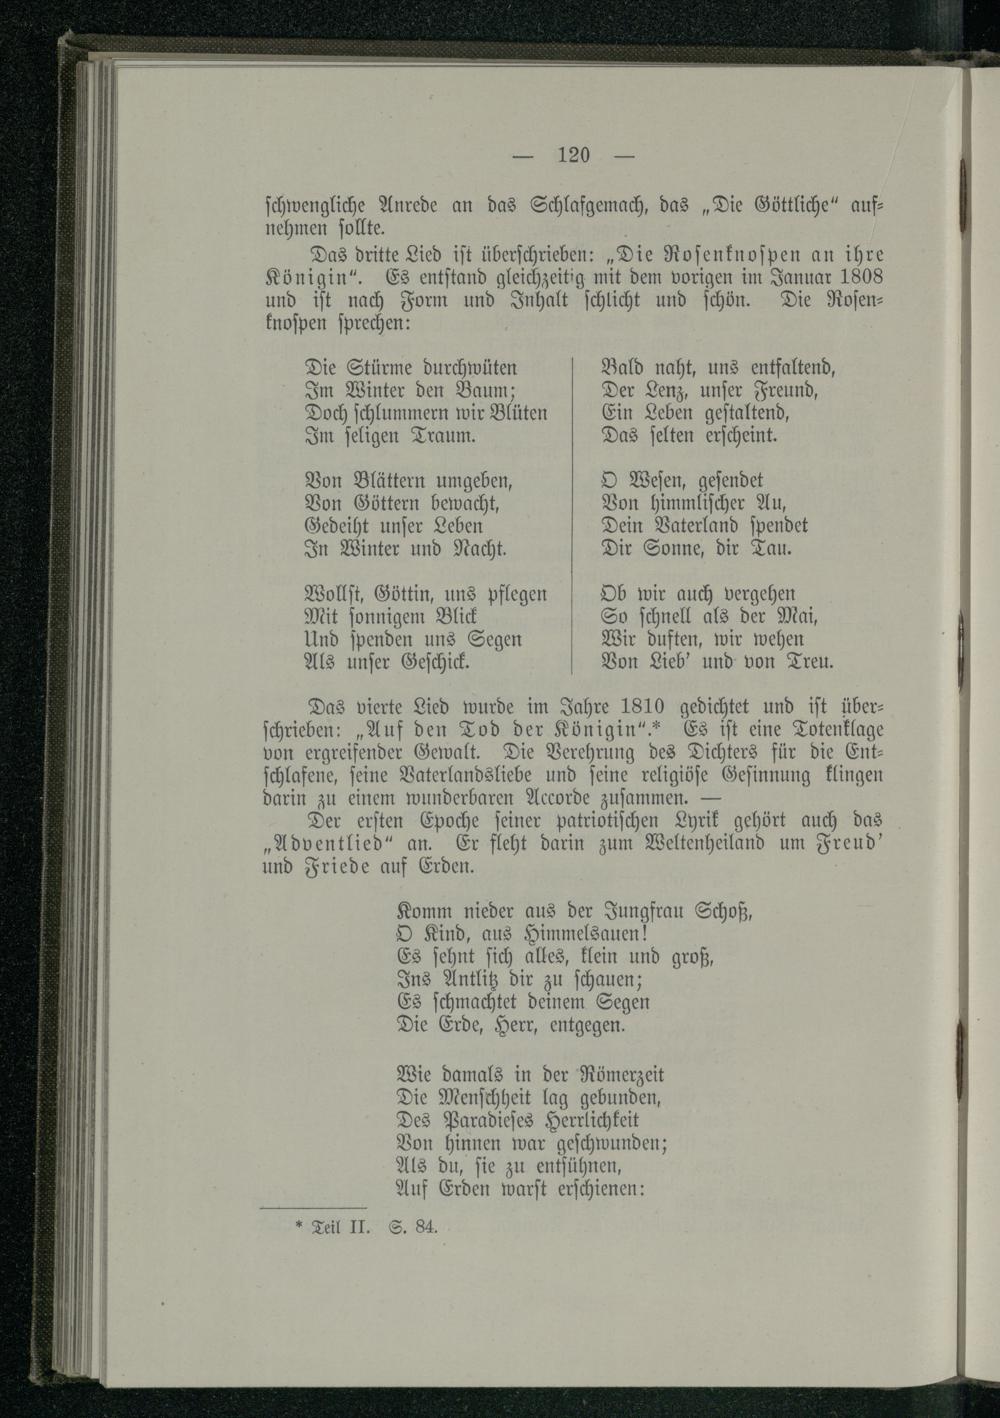 — 120 —
schwengliche Anrede an das Schlafgemach, das „Die Göttliche“ auf-
nehmen sollte.
Das dritte Lied ist überschrieben: „Die Rosenknospen an ihre
Königin“. Es entstand gleichzeitig mit dem vorigen im Januar 1808
und ist nach Form und Inhalt schlicht und schön. Die Rosen-
knospen sprechen:
Die Stürme durchwüten
Im Winter den Baum;
Doch schlummern wir Blüten
Im seligen Traum.
Von Blättern umgeben,
Von Göttern bewacht,
Gedeiht unser Leben
In Winter und Nacht.
Wollst, Göttin, uns pflegen
Mit sonnigem Blick
Und spenden uns Segen
Als unser Geschick.
Bald naht, uns entfaltend,
Der Lenz, unser Freund,
Ein Leben gestaltend,
Das selten erscheint.
O Wesen, gesendet
Von himmlischer Au,
Dein Vaterland spendet
Dir Sonne, dir Tau.
Ob wir auch vergehen
So schnell als der Mai,
Wir duften, wir wehen
Von Lieb' und von Treu.
Das vierte Lied wurde im Jahre 1810 gedichtet und ist über-
schrieben: „Auf den Tod der Königin“.* Es ist eine Totenklage
von ergreifender Gewalt. Die Verehrung des Dichters für die Ent-
schlafene, seine Vaterlandsliebe und seine religiöse Gesinnung klingen
darin zu einem wunderbaren Accorde zusammen. —
Der ersten Epoche seiner patriotischen Lyrik gehört auch das
„Adventlied“ an. Er fleht darin zum Weltenheiland um Freud'
und Friede auf Erden.
Komm nieder aus der Jungfrau Schoß,
O Kind, aus Himmelsauen!
Es sehnt sich alles, klein und groß,
Ins Antlitz dir zu schauen;
Es schmachtet deinem Segen
Die Erde, Herr, entgegen.
Wie damals in der Römerzeit
Die Menschheit lag gebunden,
Des Paradieses Herrlichkeit
Von hinnen war geschwunden;
Als du, sie zu entsühnen,
Auf Erden warst erschienen:
* Teil II. S. 84.